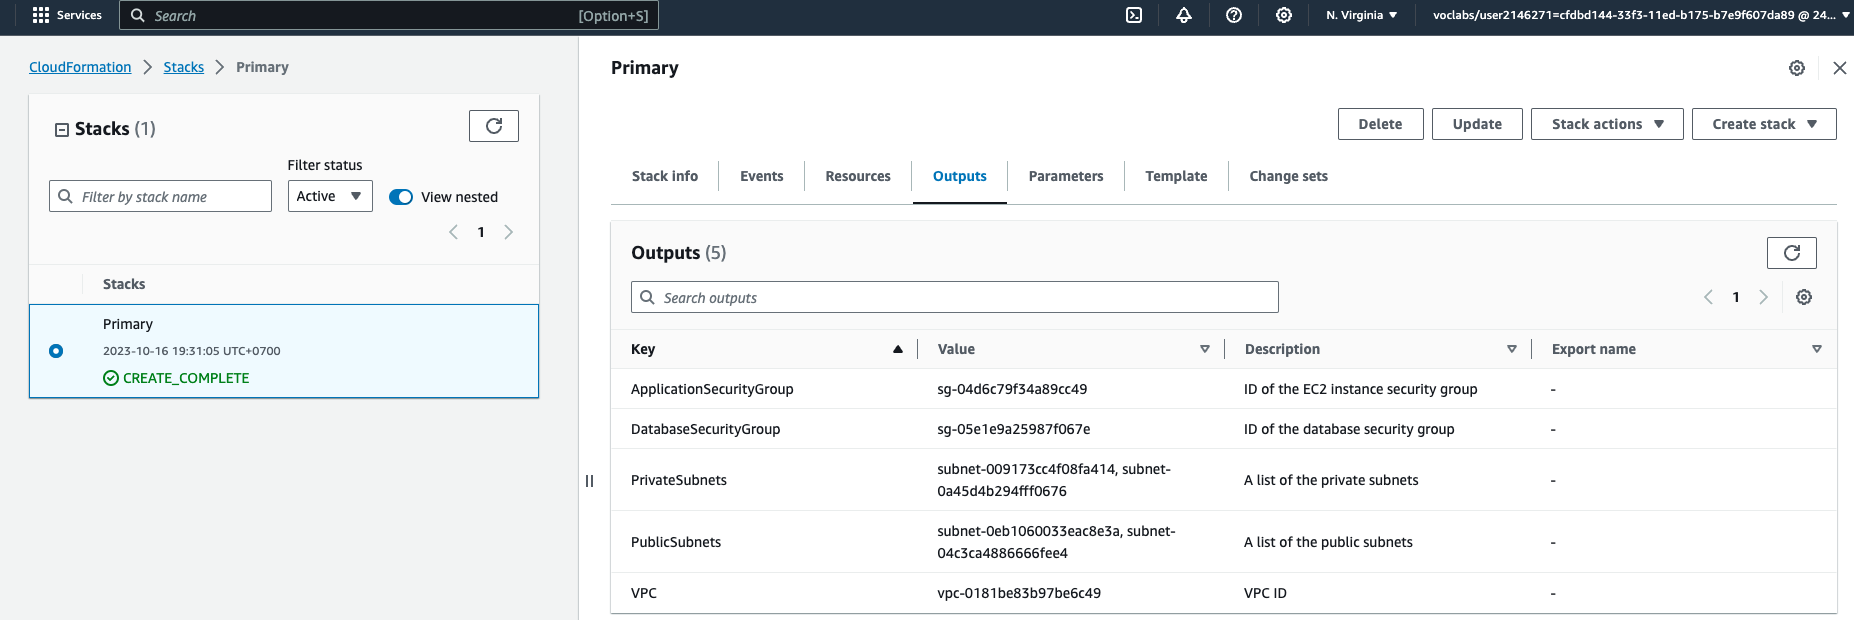 Services
Search
[Option+S]
N. Virginia
voclabs/user2146271=cfdbd144-33f3-11ed-b175-b7e9f607da89 @ 24...
CloudFormation
Stacks
Primary
Stacks (1)
Filter status
Filter by stack name
Active
View nested
1
Stacks
Primary
2023-10-16 19:31:05 UTC+0700
CREATE_COMPLETE
Primary
Delete
Update
Stack actions
Create stack
Stack info
Events
Resources
Outputs
Parameters
Template
Change sets
Outputs (5)
Search outputs
1
Key
Value
Description
Export name
ApplicationSecurityGroup
sg-04d6c79f34a89cc49
ID of the EC2 instance security group
-
DatabaseSecurityGroup
sg-05e1e9a25987f067e
ID of the database security group
-
PrivateSubnets
subnet-009173cc4f08fa414, subnet-
0a45d4b294fff0676
A list of the private subnets
-
PublicSubnets
subnet-0eb1060033eac8e3a, subnet-
04c3ca4886666fee4
A list of the public subnets
-
VPC
vpc-0181be83b97be6c49
VPC ID
-